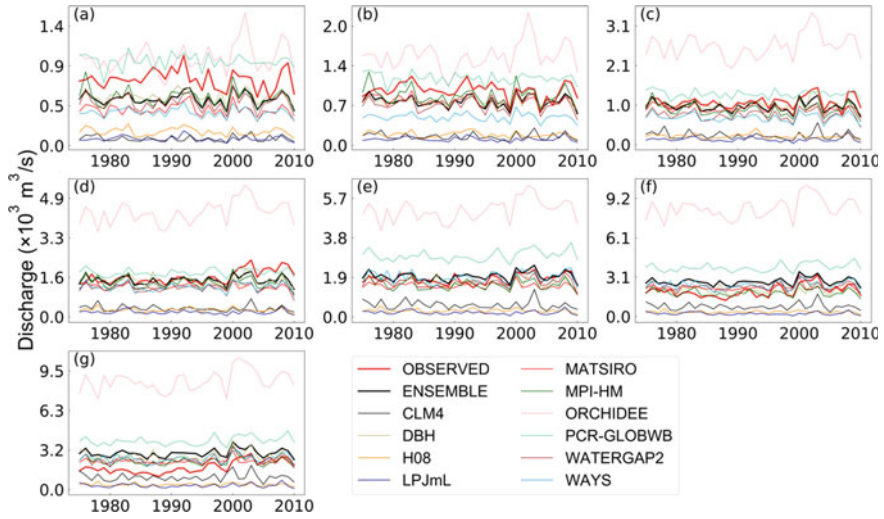 (a)
1.4
0.9
0.5
0.0
1980 1990 2000 2010
(b)
2.0
1.4
0.7
0.0
1980 1990 2000 2010
(c)
3.1
2.1
1.0
0.0
1980 1990 2000 2010
Discharge (×10³ m³/s)
(d)
4.9
3.3
1.6
0.0
1980 1990 2000 2010
(e)
5.7
3.8
1.9
0.0
1980 1990 2000 2010
(f)
9.2
6.1
3.1
0.0
1980 1990 2000 2010
(g)
9.5
6.3
3.2
0.0
1980 1990 2000 2010
OBSERVED
ENSEMBLE
CLM4
DBH
H08
LPJmL
MATSIRO
MPI-HM
ORCHIDEE
PCR-GLOBWB
WATERGAP2
WAYS